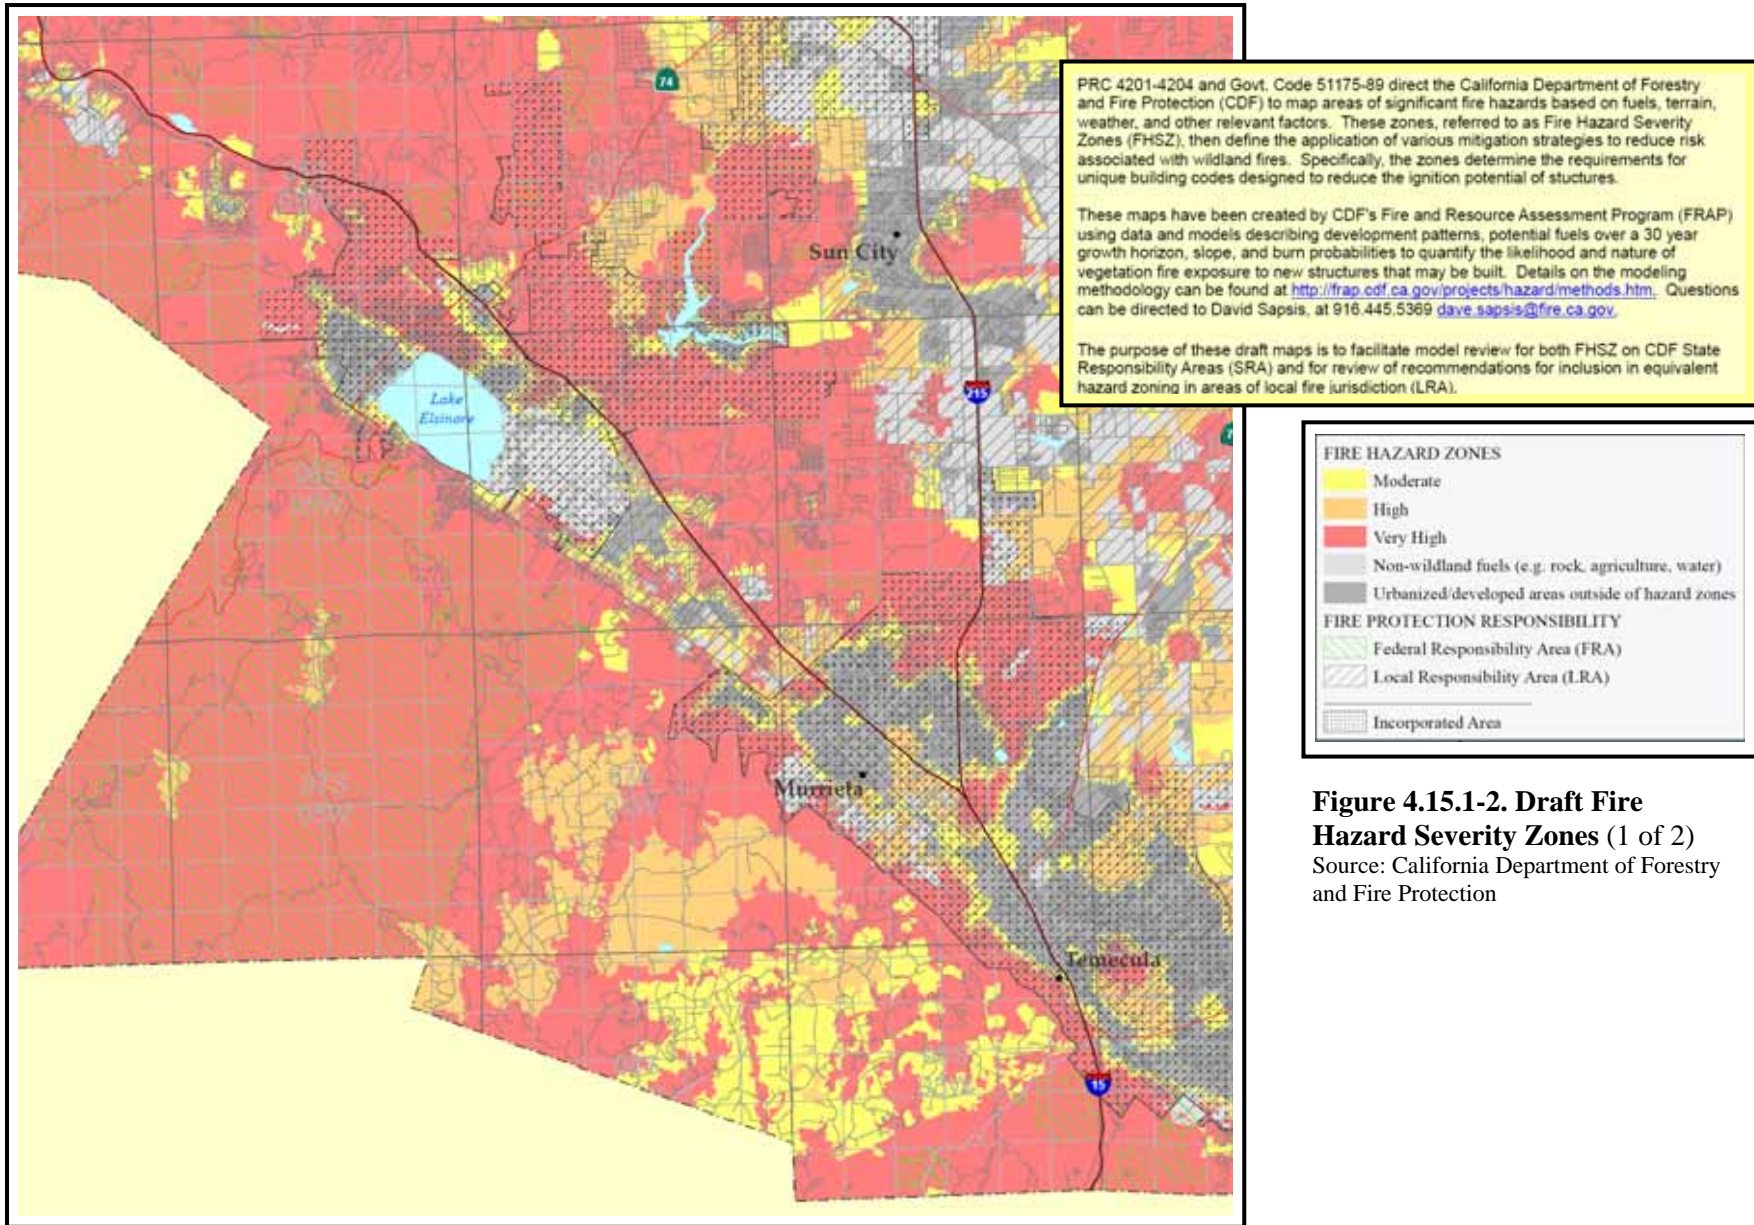 74
Sun City
Lake
Elsinore
215
Murrieta
Temecula
15
PRC 4201-4204 and Govt. Code 51175-89 direct the California Department of Forestry
and Fire Protection (CDF) to map areas of significant fire hazards based on fuels, terrain,
weather, and other relevant factors.  These zones, referred to as Fire Hazard Severity
Zones (FHSZ), then define the application of various mitigation strategies to reduce risk
associated with wildland fires.  Specifically, the zones determine the requirements for
unique building codes designed to reduce the ignition potential of stuctures.
These maps have been created by CDF's Fire and Resource Assessment Program (FRAP)
using data and models describing development patterns, potential fuels over a 30 year
growth horizon, slope, and burn probabilities to quantify the likelihood and nature of
vegetation fire exposure to new structures that may be built.  Details on the modeling
methodology can be found at http://frap.cdf.ca.gov/projects/hazard/methods.htm.  Questions
can be directed to David Sapsis, at 916.445.5369 dave.sapsis@fire.ca.gov.
The purpose of these draft maps is to facilitate model review for both FHSZ on CDF State
Responsibility Areas (SRA) and for review of recommendations for inclusion in equivalent
hazard zoning in areas of local fire jurisdiction (LRA).
FIRE HAZARD ZONES
Moderate
High
Very High
Non-wildland fuels (e.g. rock, agriculture, water)
Urbanized/developed areas outside of hazard zones
FIRE PROTECTION RESPONSIBILITY
Federal Responsibility Area (FRA)
Local Responsibility Area (LRA)
Incorporated Area
Figure 4.15.1-2. Draft Fire
Hazard Severity Zones (1 of 2)
Source: California Department of Forestry
and Fire Protection